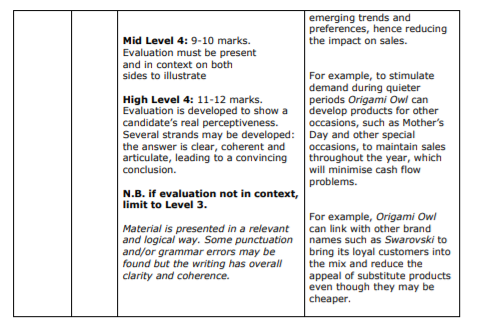 Mid Level 4: 9-10 marks.
Evaluation must be present
and in context on both
sides to illustrate
High Level 4: 11-12 marks.
Evaluation is developed to show a
candidate's real perceptiveness.
Several strands may be developed:
the answer is clear, coherent and
articulate, leading to a convincing
conclusion.
N.B. if evaluation not in context,
limit to Level 3.
Material is presented in a relevant
and logical way. Some punctuation
and/or grammar errors may be
found but the writing has overall
clarity and coherence.
emerging trends and
preferences, hence reducing
the impact on sales.
For example, to stimulate
demand during quieter
periods Origami Owl can
develop products for other
occasions, such as Mother's
Day and other special
occasions, to maintain sales
throughout the year, which
will minimise cash flow
problems.
For example, Origami Owl
can link with other brand
names such as Swarovski to
bring its loyal customers into
the mix and reduce the
appeal of substitute products
even though they may be
cheaper.